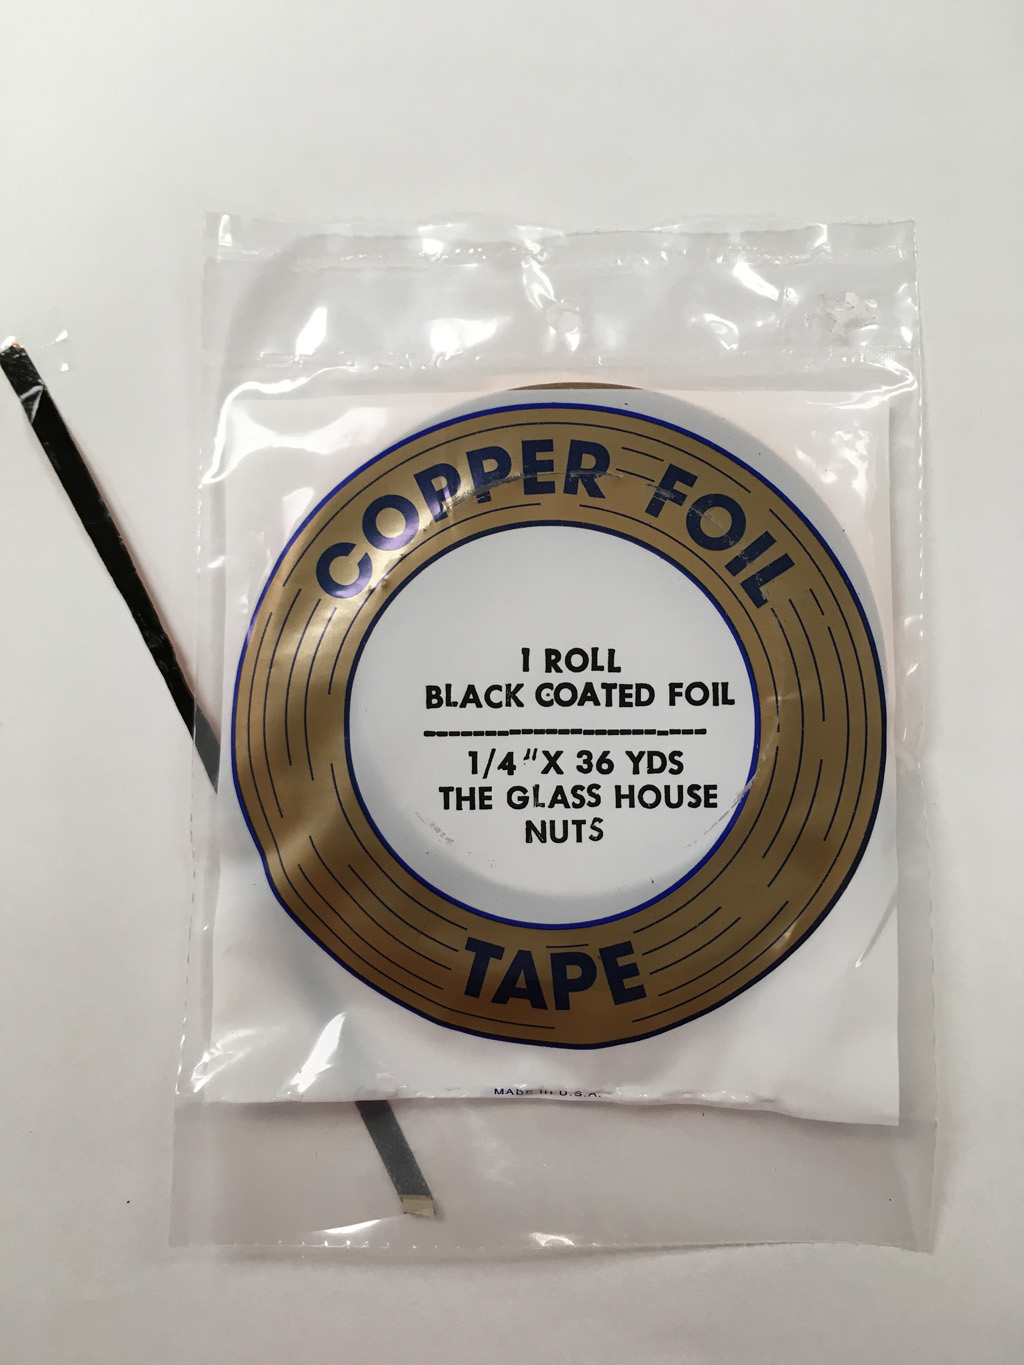 COPPER FOIL
1 ROLL
BLACK COATED FOIL
1/4"X 36 YDS
THE GLASS HOUSE
NUTS
TAPE
MADE IN U.S.A.